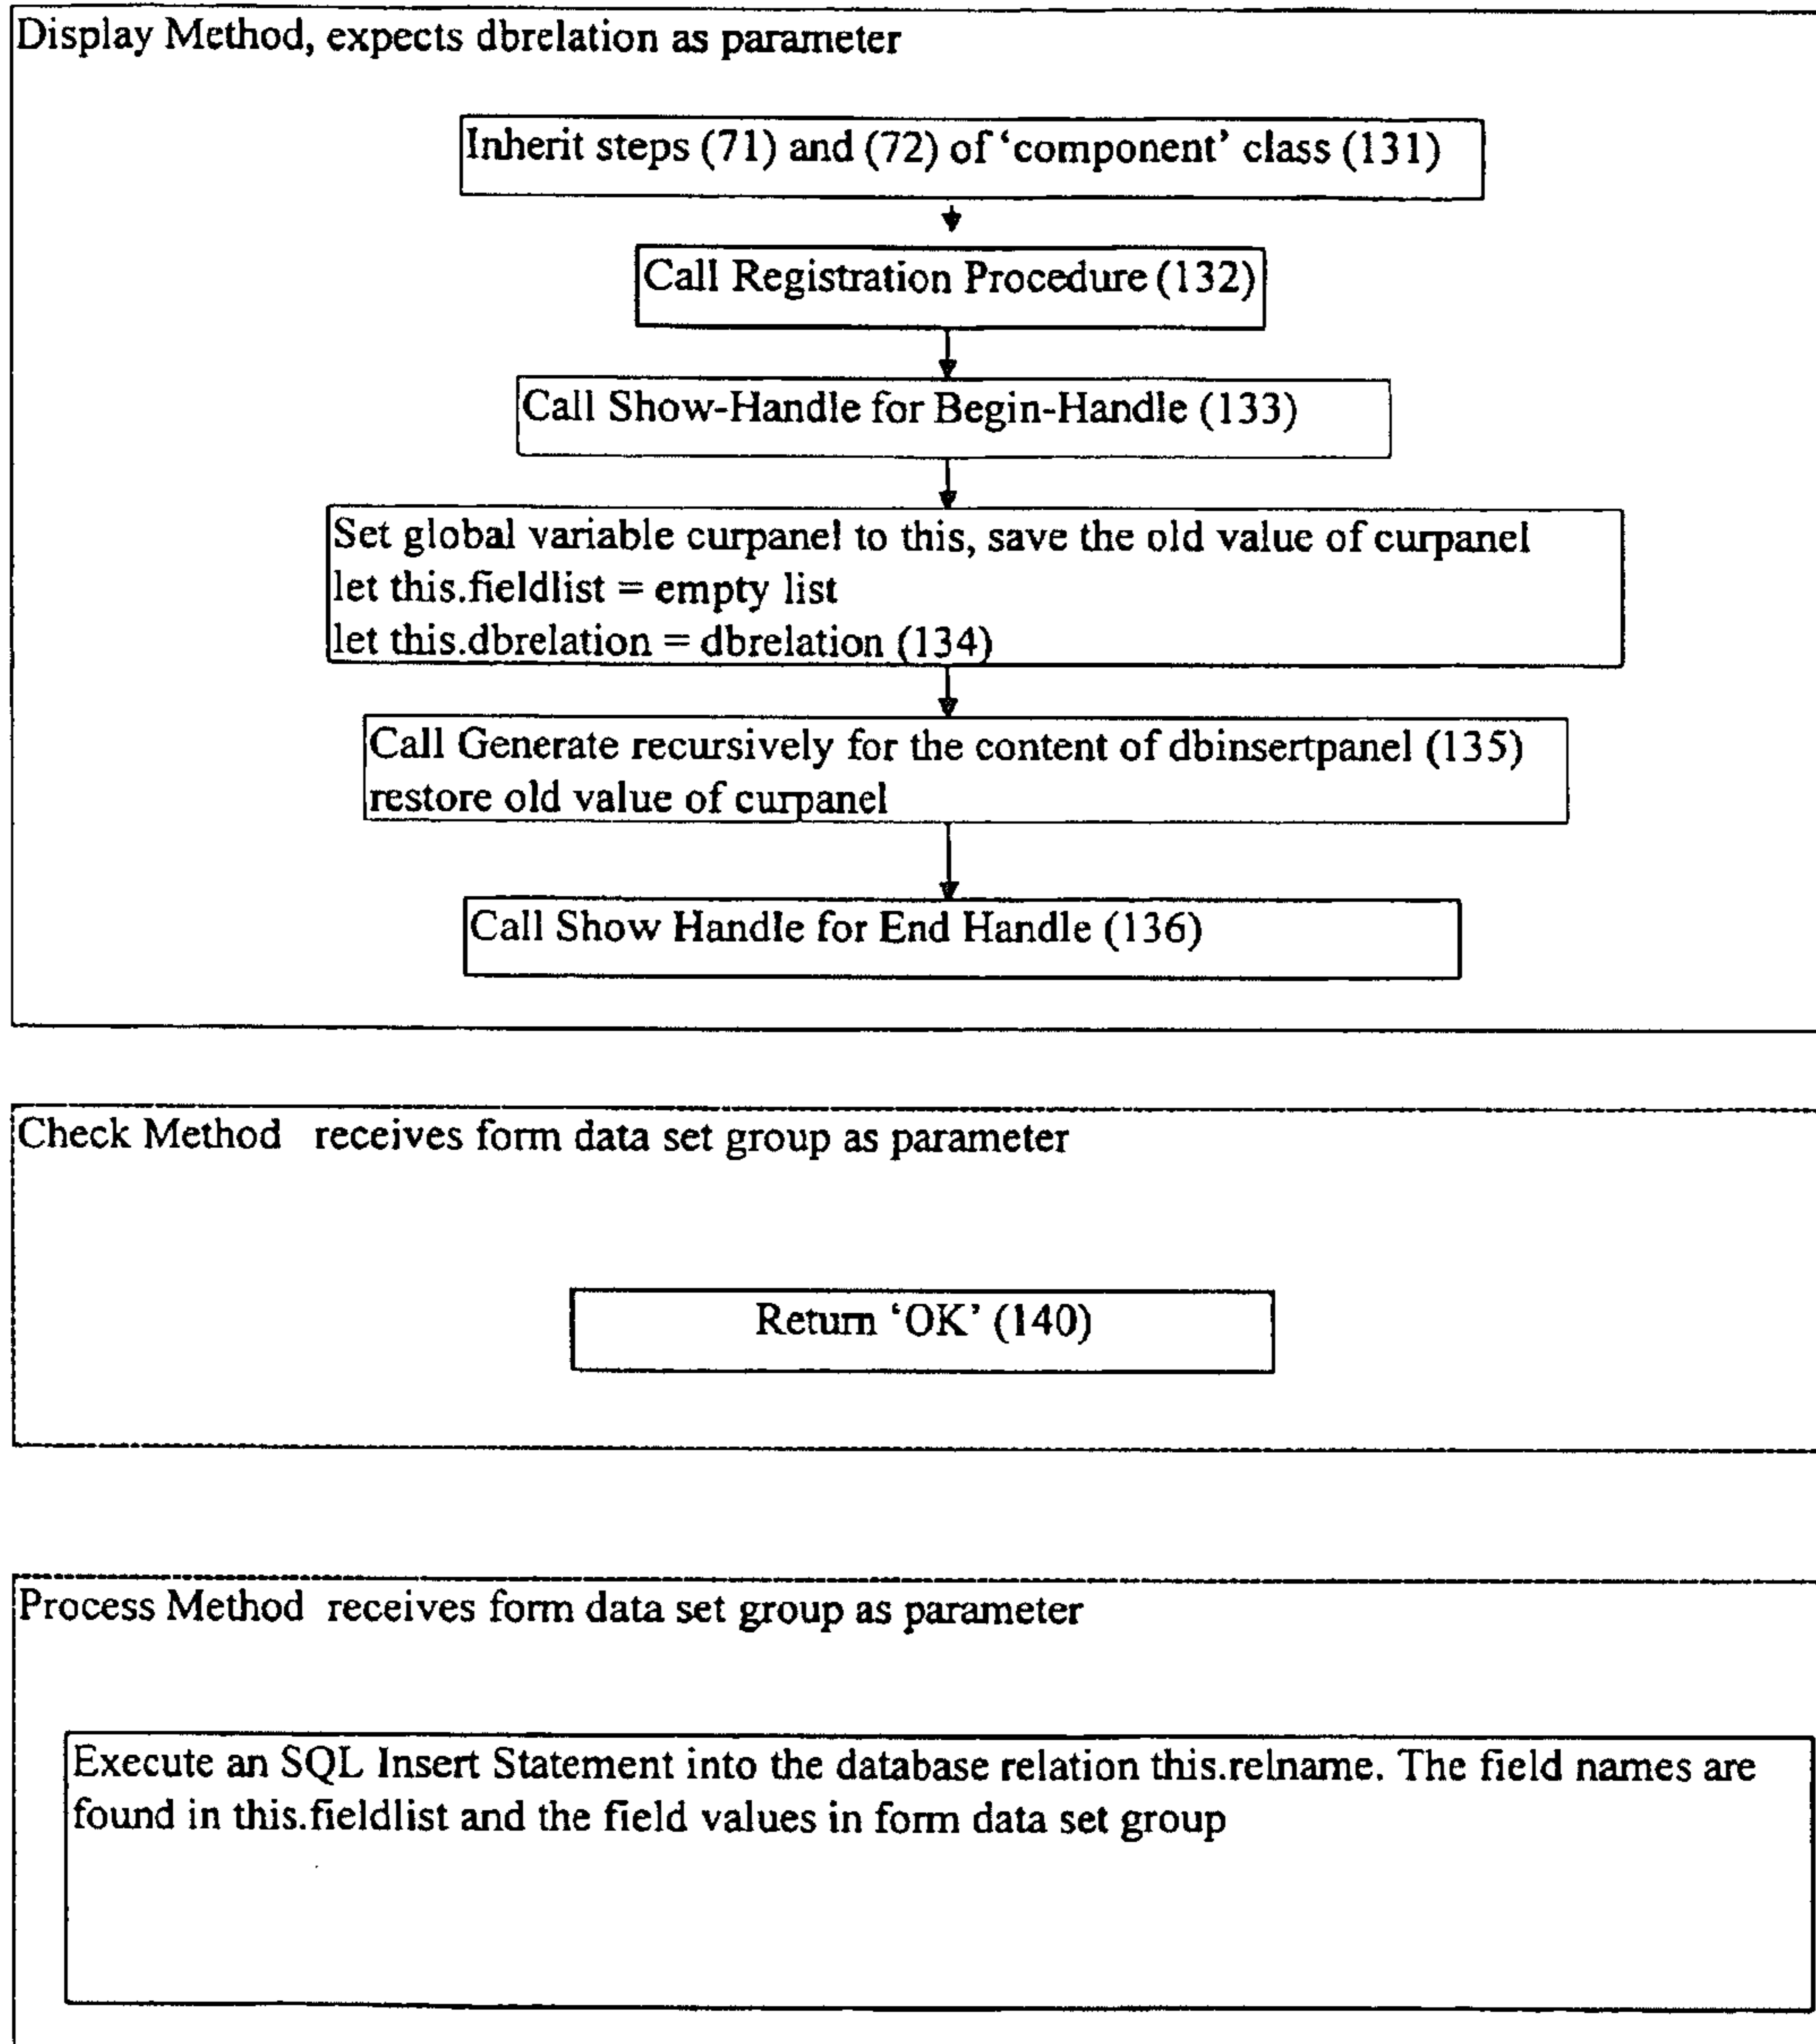 Display Method, expects dbrelation as parameter
Inherit steps (71) and (72) of ‘component’ class (131)
Call Registration Procedure (132)
Call Show-Handle for Begin-Handle (133)
Set global variable curpanel to this, save the old value of curpanel
let this.fieldlist = empty list
let this.dbrelation = dbrelation (134)
Call Generate recursively for the content of dbinsertpanel (135)
restore old value of curpanel
Call Show Handle for End Handle (136)
Check Method receives form data set group as parameter
Return ‘OK’ (140)
Process Method receives form data set group as parameter
Execute an SQL Insert Statement into the database relation this.relname. The field names are
found in this.fieldlist and the field values in form data set group